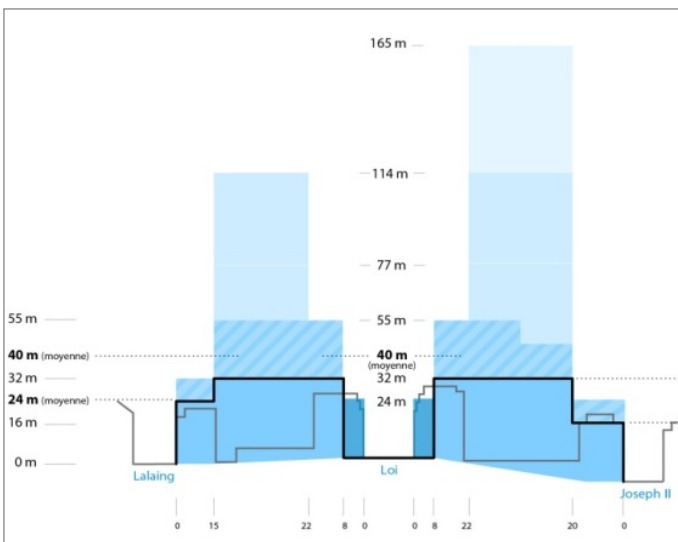 165 m
114 m
77 m
55 m
55 m
40 m (moyenne)
40 m
(moyenne)
32 m
32 m
24 m (moyenne)
24 m
16 m
0 m
Lalaing
Loi
Joseph II
0 15 22 8 0 0 8 22 20 0